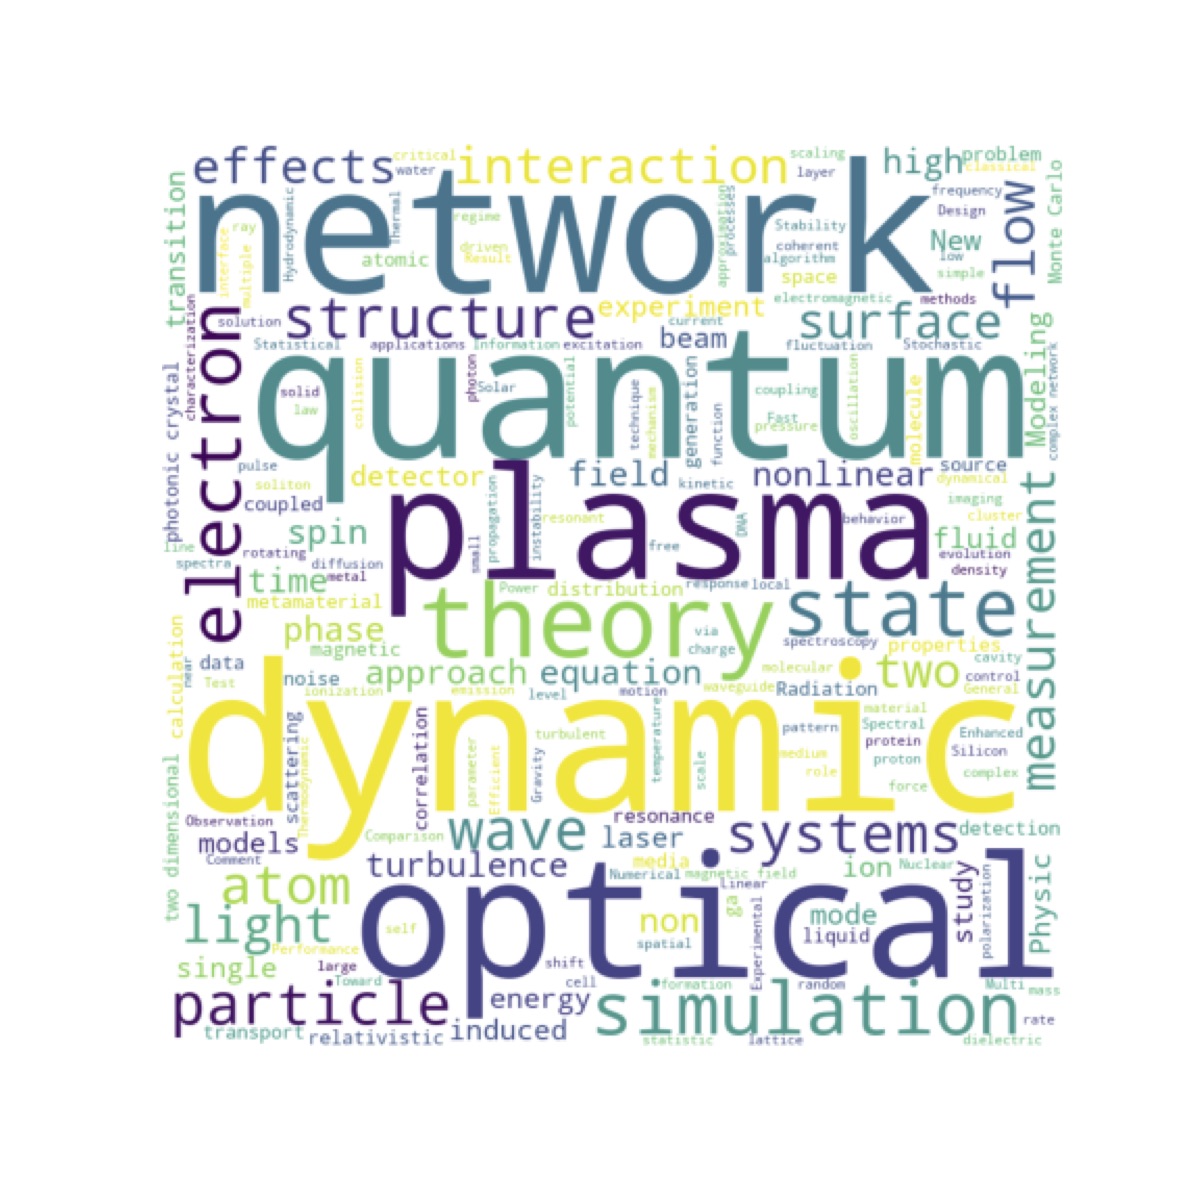 effects
critical
water
interaction
scaling
layer
high
problem
classical
transition
ray
interface
multiple
Hydrodynamic
Thermal
network
regime
driven
Result
atomic
approximation
processes
Stability
coherent
algorithm
space
frequency
Design
New
low
simple
flow
Monte Carlo
electron
characterization
solution
structure
experiment
electromagnetic
methods
surface
current
beam
Statistical
applications
Information
excitation
fluctuation
Stochastic
Modeling
complex network
photonic crystal
quantum
solid
law
collision
photon
Solar
potential
technique
mechanism
generation
function
coupling
Fast
pressure
oscillation
molecule
pulse
soliton
coupled
detector
field
kinetic
nonlinear
source
dynamical
imaging
cluster
plasma
propagation
instability
resonant
small
free
DNA
behavior
fluid
evolution
density
measurement
line
spectra
spin
rotating
diffusion
metal
time
metamaterial
Power
distribution
response
local
theory
state
phase
magnetic
via
charge
spectroscopy
properties
cavity
control
General
calculation
near
data
Test
noise
approach
equation
molecular
two
ionization
emission
level
motion
waveguide
Radiation
material
dynamic
scattering
Thermodynamic
correlation
parameter
Efficient
Gravity
turbulent
temperature
scale
pattern
medium
role
Spectral
protein
proton
force
Enhanced
Silicon
complex
two dimensional
Observation
models
Comment
Comparison
wave
resonance
laser
systems
detection
turbulence
media
Numerical
magnetic field
Linear
ion
Nuclear
atom
optical
light
self
non
spatial
ga
Experimental
mode
liquid
study
polarization
Physic
Performance
single
large
Toward
shift
cell
formation
random
Multi
mass
particle
energy
simulation
rate
transport
relativistic
induced
statistic
lattice
dielectric